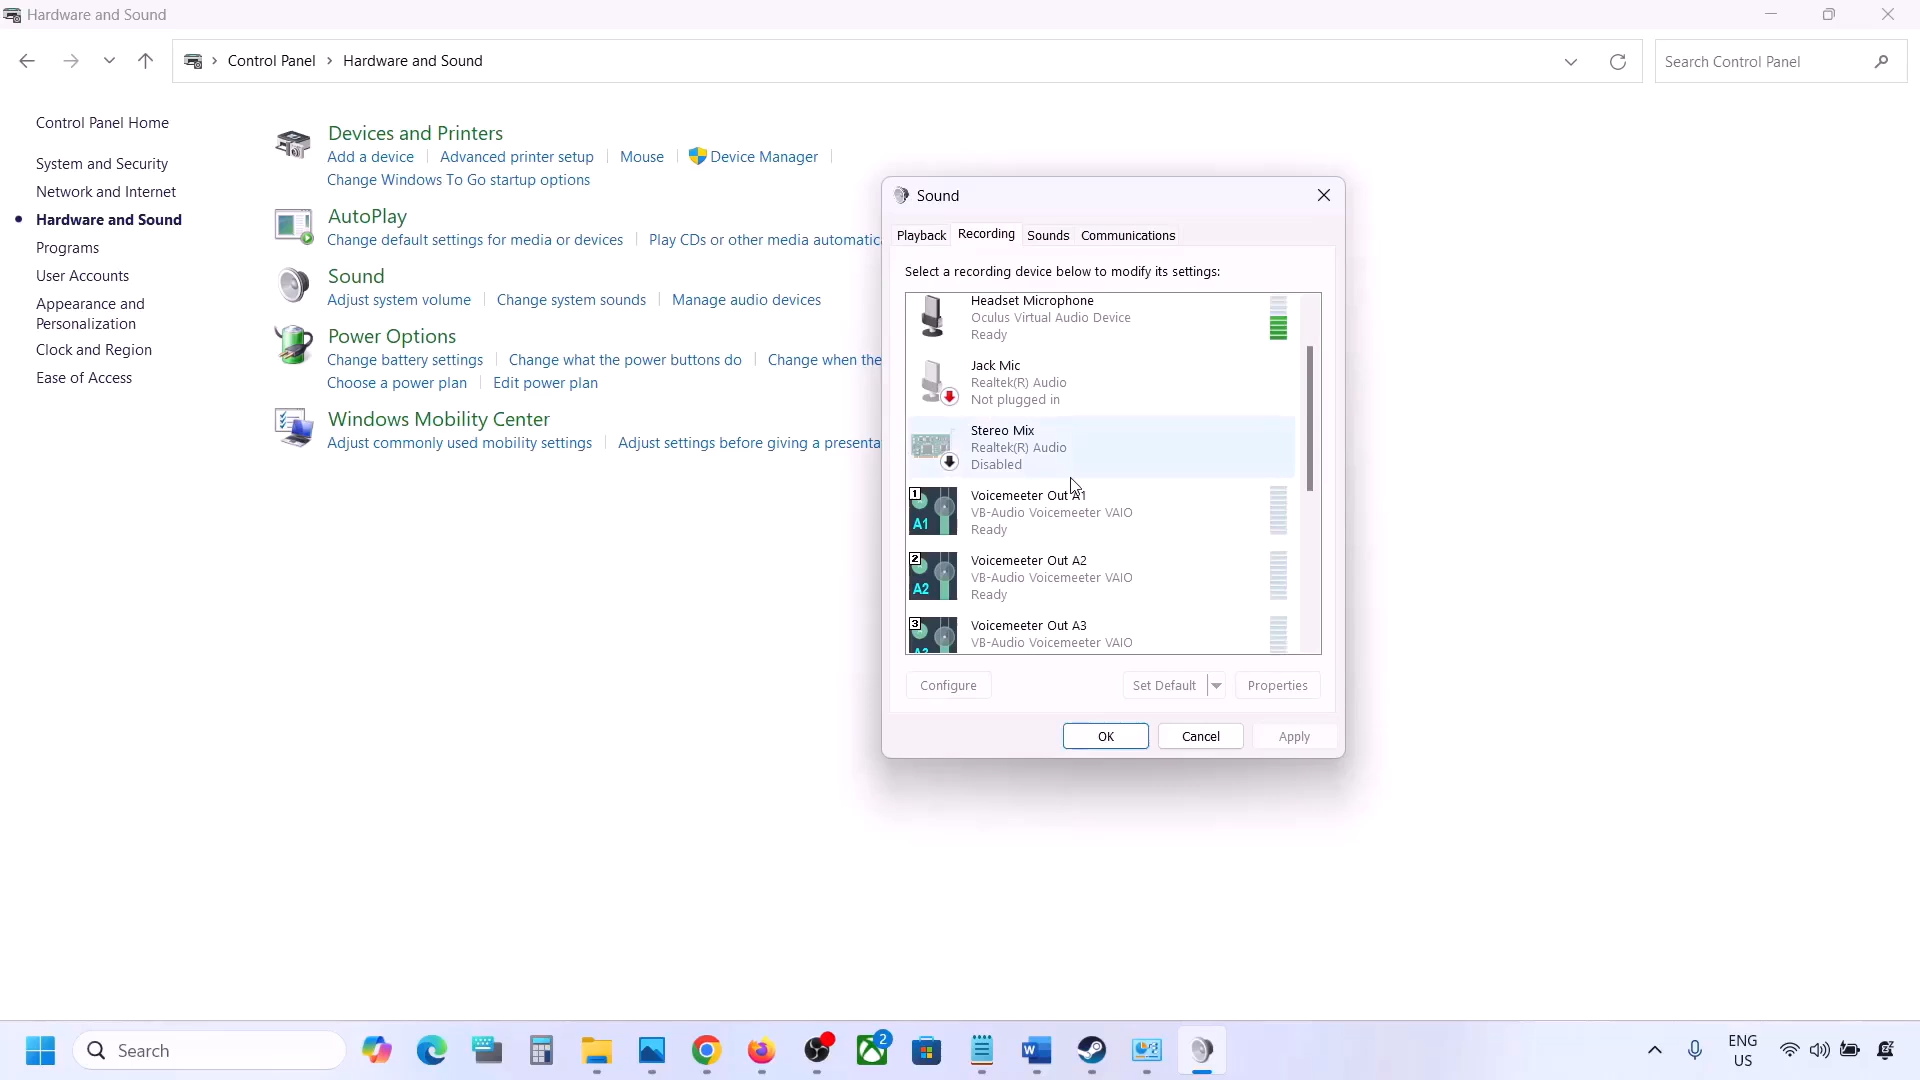 Hardware and Sound
Control Panel > Hardware and Sound
Search Control Panel
Control Panel Home
System and Security
Network and Internet
Hardware and Sound
Programs
User Accounts
Appearance and
Personalization
Clock and Region
Ease of Access
Devices and Printers
Add a device
Advanced printer setup
Mouse
Device Manager
Change Windows To Go startup options
AutoPlay
Change default settings for media or devices
Play CDs or other media automatica
Sound
Adjust system volume
Change system sounds
Manage audio devices
Power Options
Change battery settings
Change what the power buttons do
Change when the
Choose a power plan
Edit power plan
Windows Mobility Center
Adjust commonly used mobility settings
Adjust settings before giving a presenta
Sound
Playback
Recording
Sounds
Communications
Select a recording device below to modify its settings:
Headset Microphone
Oculus Virtual Audio Device
Ready
Jack Mic
Realtek(R) Audio
Not plugged in
Stereo Mix
Realtek(R) Audio
Disabled
1
A1
Voicemeeter Out A1
VB-Audio Voicemeeter VAIO
Ready
2
A2
Voicemeeter Out A2
VB-Audio Voicemeeter VAIO
Ready
3
A3
Voicemeeter Out A3
VB-Audio Voicemeeter VAIO
Configure
Set Default
Properties
OK
Cancel
Apply
Search
2
ENG
US